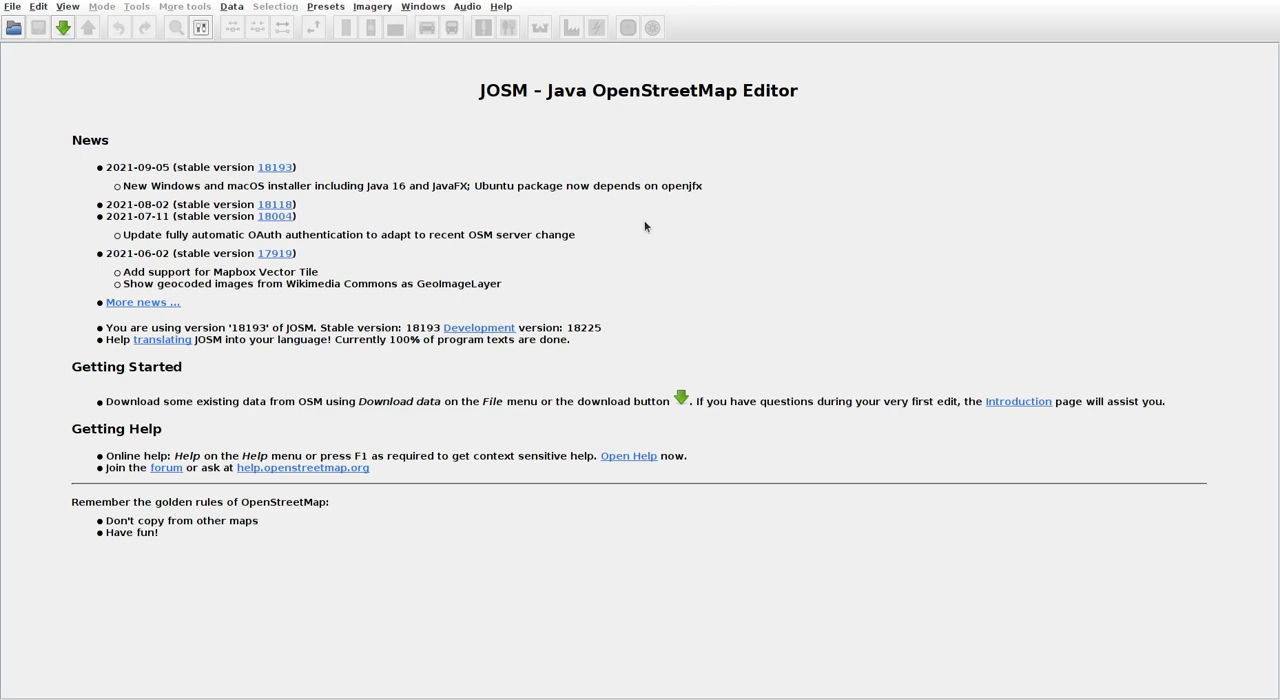 File Edit View Mode Tools More tools Data Selection Presets Imagery Windows Audio Help
JOSM – Java OpenStreetMap Editor
News
2021-09-05 (stable version 18193)
New Windows and macOS installer including Java 16 and JavaFX; Ubuntu package now depends on openjfx
2021-08-02 (stable version 18118)
2021-07-11 (stable version 18004)
Update fully automatic OAuth authentication to adapt to recent OSM server change
2021-06-02 (stable version 17919)
Add support for Mapbox Vector Tile
Show geocoded images from Wikimedia Commons as GeoImageLayer
More news ...
You are using version '18193' of JOSM. Stable version: 18193 Development version: 18225
Help translating JOSM into your language! Currently 100% of program texts are done.
Getting Started
Download some existing data from OSM using Download data on the File menu or the download button . If you have questions during your very first edit, the Introduction page will assist you.
Getting Help
Online help: Help on the Help menu or press F1 as required to get context sensitive help. Open Help now.
Join the forum or ask at help.openstreetmap.org
Remember the golden rules of OpenStreetMap:
Don't copy from other maps
Have fun!